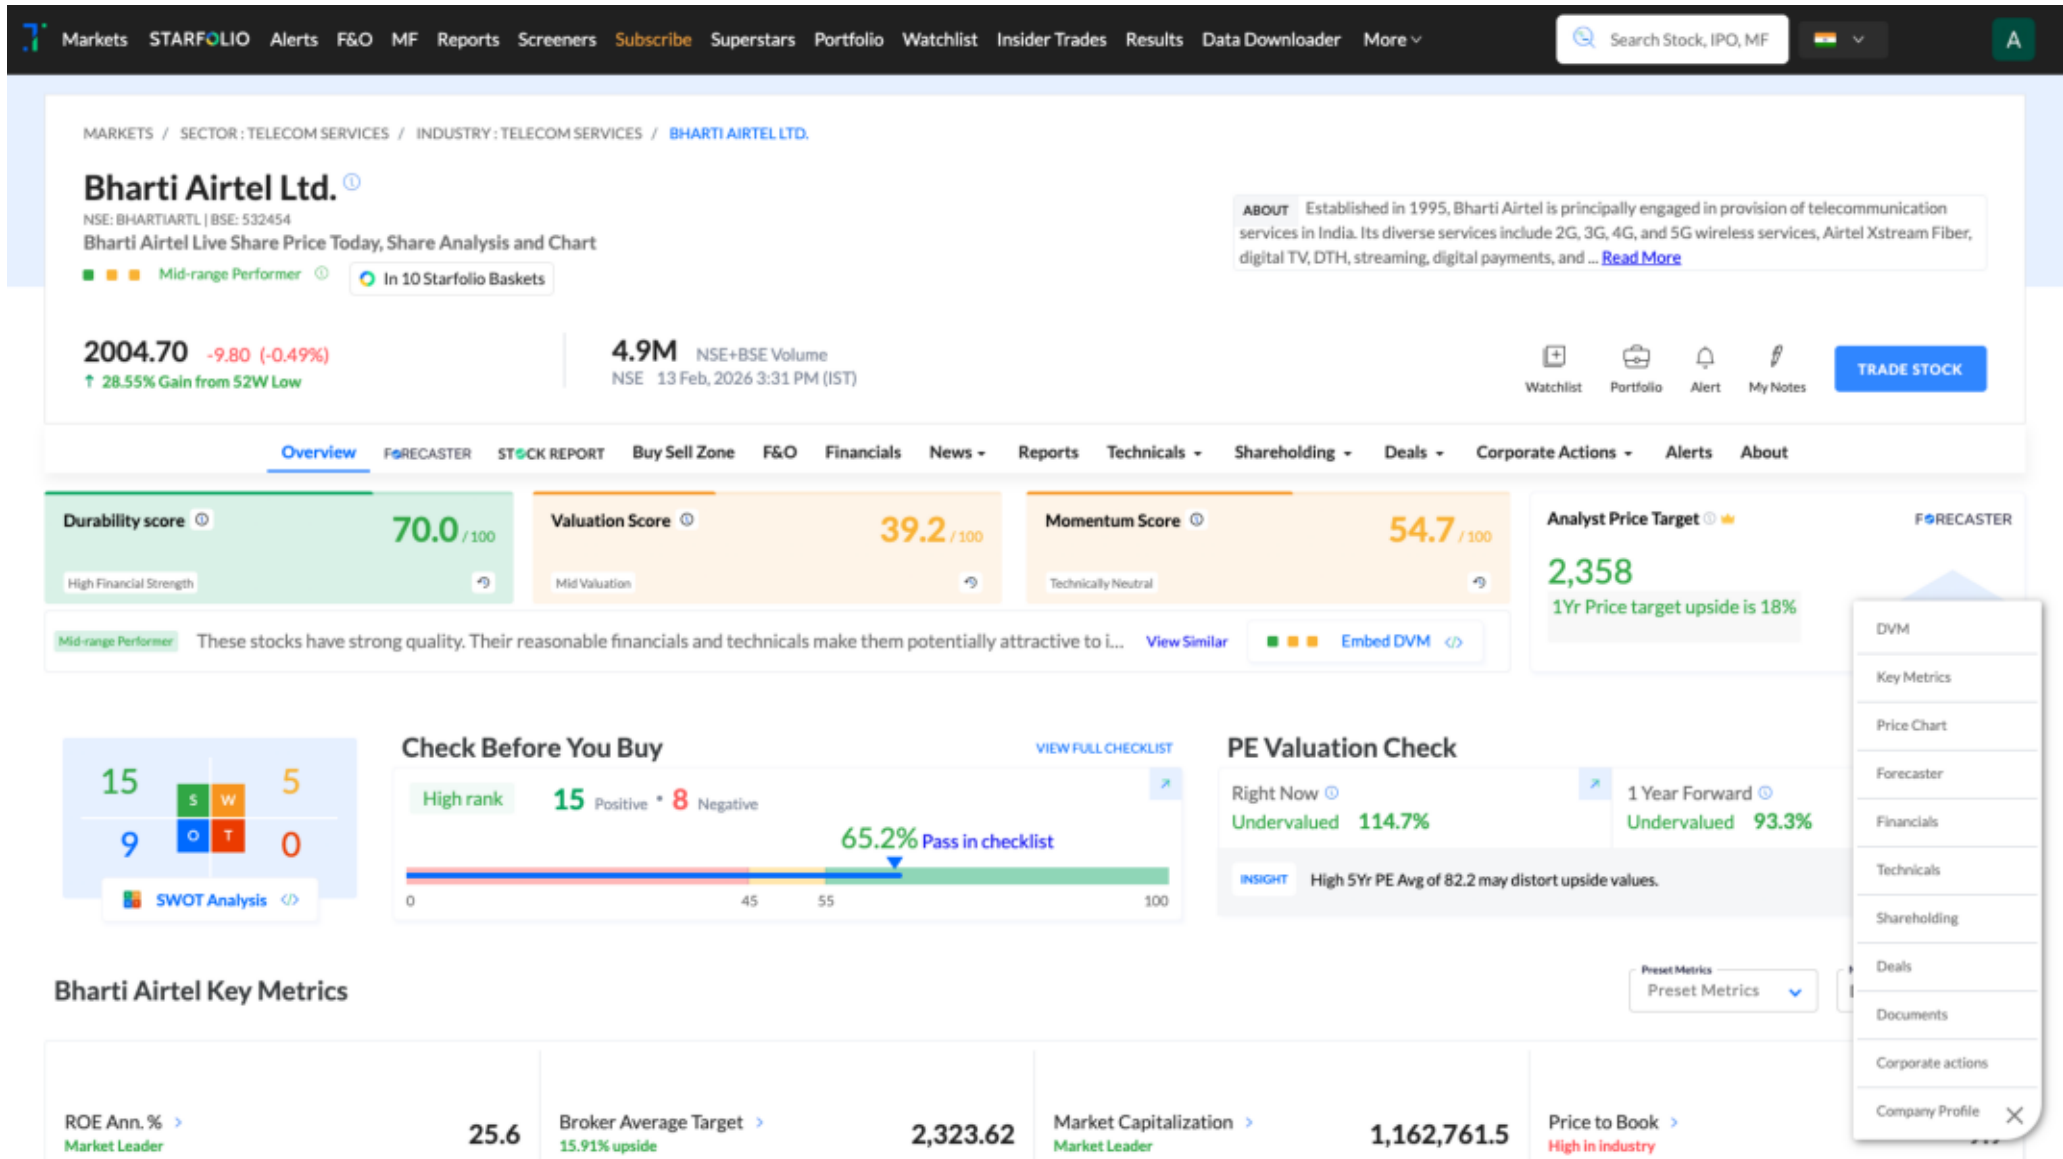 Markets STARFOLIO Alerts F&O MF Reports Screeners Subscribe Superstars Portfolio Watchlist Insider Trades Results Data Downloader More Search Stock, IPO, MF A
MARKETS / SECTOR : TELECOM SERVICES / INDUSTRY : TELECOM SERVICES / BHARTI AIRTEL LTD.
Bharti Airtel Ltd.
NSE: BHARTIARTL | BSE: 532454
Bharti Airtel Live Share Price Today, Share Analysis and Chart
Mid-range Performer In 10 Starfolio Baskets
ABOUT Established in 1995, Bharti Airtel is principally engaged in provision of telecommunication
services in India. Its diverse services include 2G, 3G, 4G, and 5G wireless services, Airtel Xstream Fiber,
digital TV, DTH, streaming, digital payments, and ... Read More
2004.70 -9.80 (-0.49%)
↑ 28.55% Gain from 52W Low
4.9M NSE+BSE Volume
NSE 13 Feb, 2026 3:31 PM (IST)
Watchlist Portfolio Alert My Notes TRADE STOCK
Overview FORECASTER STOCK REPORT Buy Sell Zone F&O Financials News Reports Technicals Shareholding Deals Corporate Actions Alerts About
Durability score 70.0 / 100
High Financial Strength
Valuation Score 39.2 / 100
Mid Valuation
Momentum Score 54.7 / 100
Technically Neutral
Analyst Price Target FORECASTER
2,358
1Yr Price target upside is 18%
Mid-range Performer These stocks have strong quality. Their reasonable financials and technicals make them potentially attractive to i... View Similar Embed DVM </>
15 S W 5
9 O T 0
SWOT Analysis </>
Check Before You Buy VIEW FULL CHECKLIST
High rank 15 Positive • 8 Negative
65.2% Pass in checklist
0 45 55 100
PE Valuation Check
Right Now
Undervalued 114.7%
1 Year Forward
Undervalued 93.3%
INSIGHT High 5Yr PE Avg of 82.2 may distort upside values.
Bharti Airtel Key Metrics
Preset Metrics
Preset Metrics
ROE Ann. % 25.6
Market Leader
Broker Average Target 2,323.62
15.91% upside
Market Capitalization 1,162,761.5
Market Leader
Price to Book
High in industry
DVM
Key Metrics
Price Chart
Forecaster
Financials
Technicals
Shareholding
Deals
Documents
Corporate actions
Company Profile